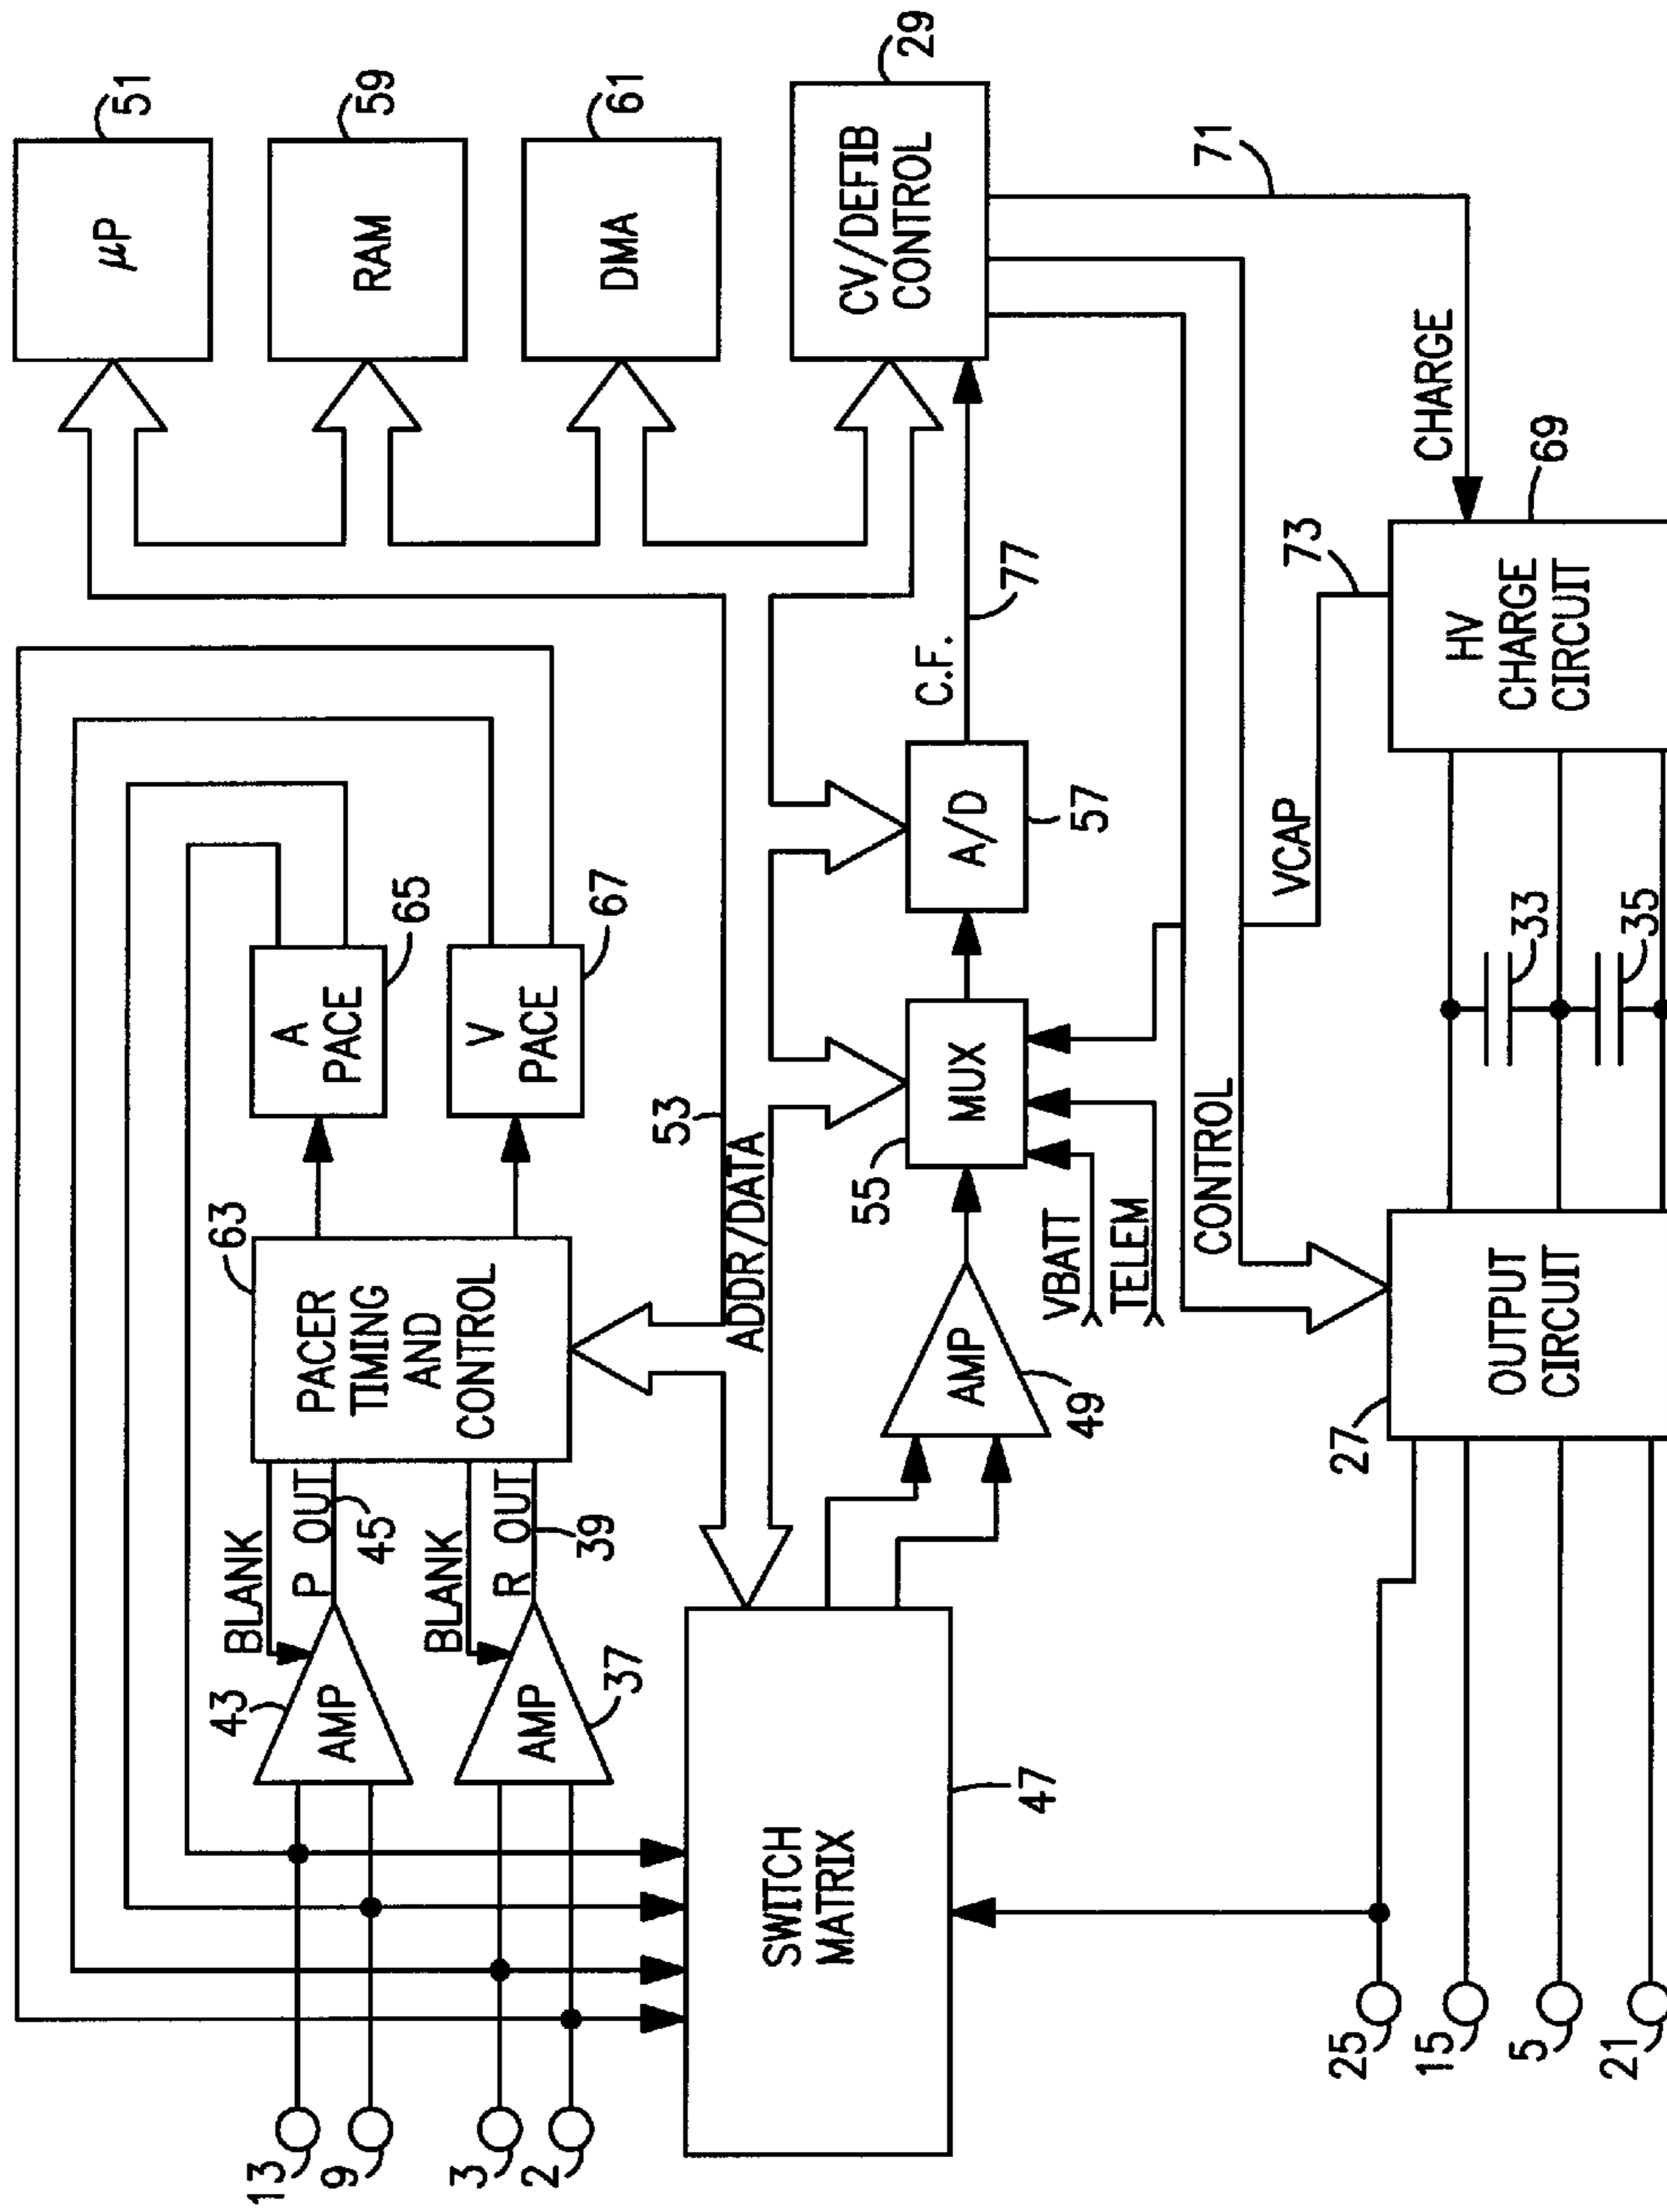 13
9
3
2
43
AMP
BLANK
P OUT
45
37
AMP
BLANK
R OUT
39
63
PACER
TIMING
AND
CONTROL
A
PACE
65
V
PACE
67
53
ADDR/DATA
μP
51
RAM
59
DMA
61
CV/DEFIB
CONTROL
29
SWITCH
MATRIX
47
AMP
49
55
MUX
A/D
57
C.F.
77
VBATT
TELEM
CONTROL
VCAP
73
CHARGE
71
25
15
5
21
27
OUTPUT
CIRCUIT
33
35
HV
CHARGE
CIRCUIT
69